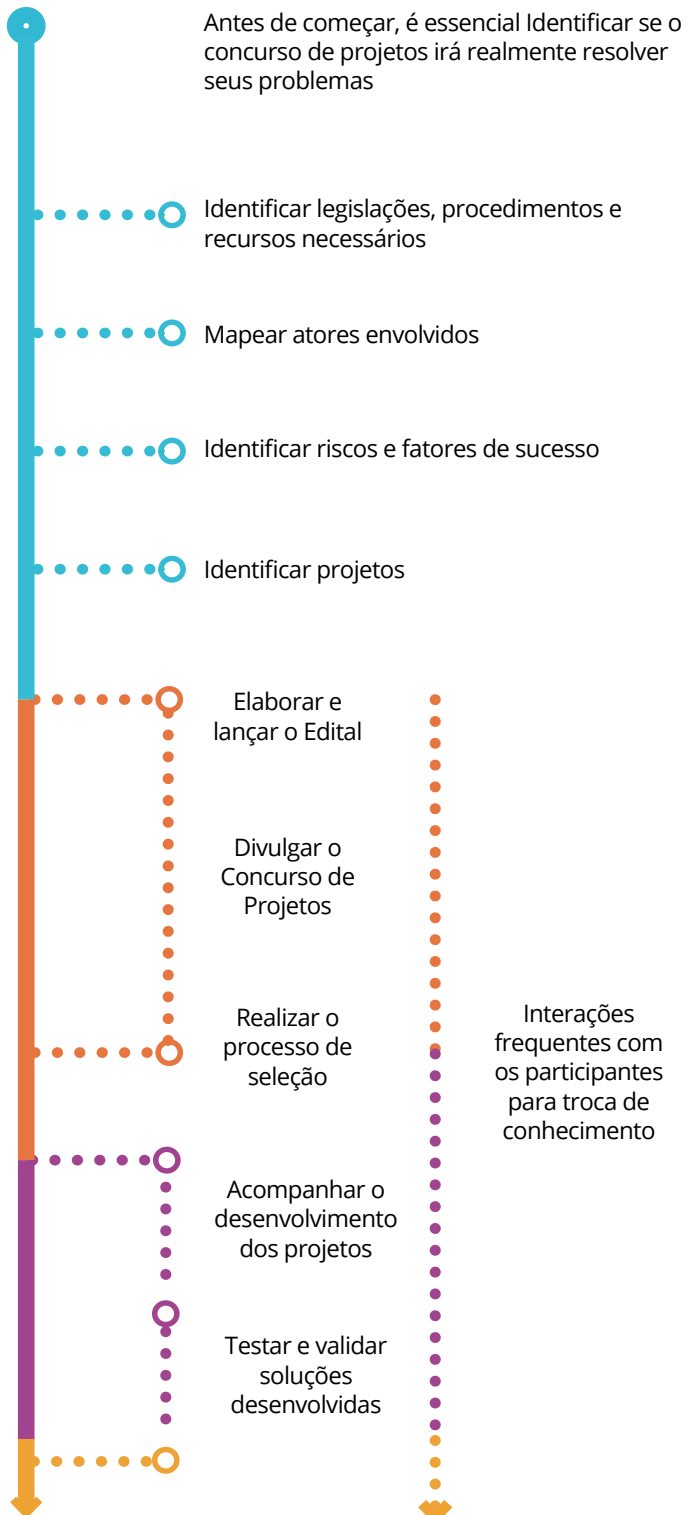 Antes de começar, é essencial Identificar se o
concurso de projetos irá realmente resolver
seus problemas
Identificar legislações, procedimentos e
recursos necessários
Mapear atores envolvidos
Identificar riscos e fatores de sucesso
Identificar projetos
Elaborar e
lançar o Edital
Divulgar o
Concurso de
Projetos
Realizar o
processo de
seleção
Interações
frequentes com
os participantes
para troca de
conhecimento
Acompanhar o
desenvolvimento
dos projetos
Testar e validar
soluções
desenvolvidas